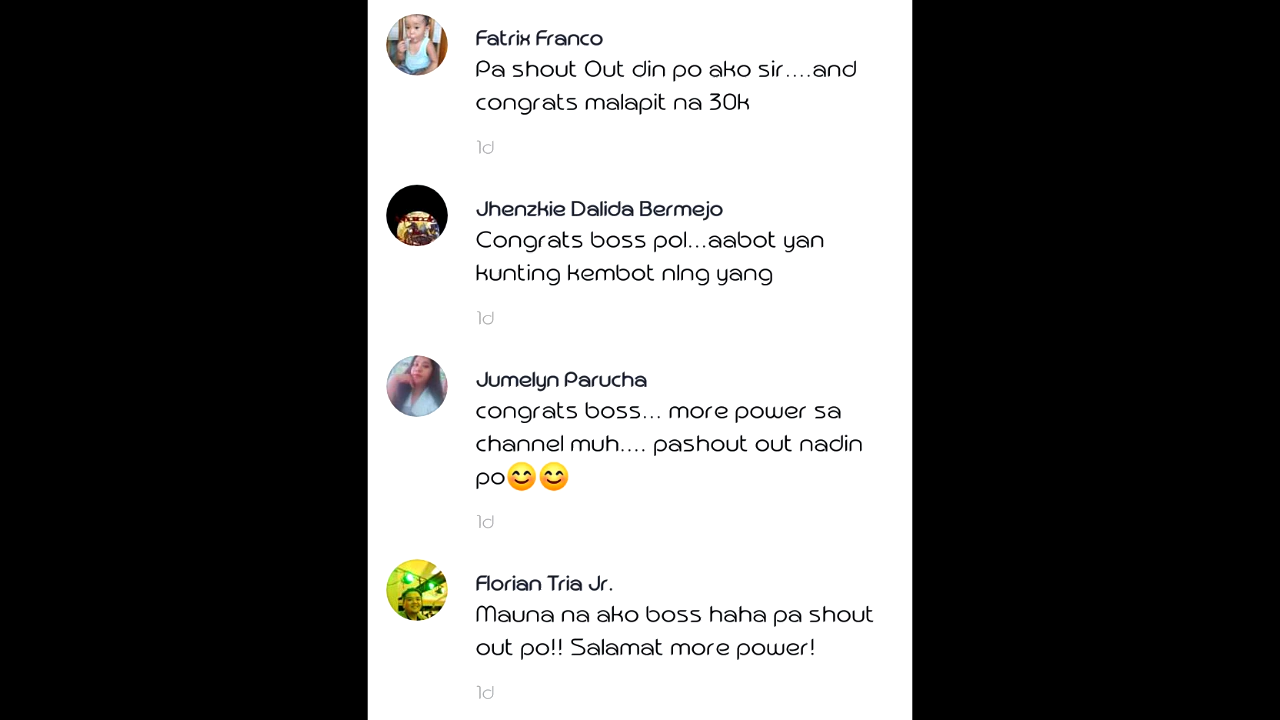 Fatrix Franco
Pa shout Out din po ako sir....and
congrats malapit na 30k
1d
Jhenzkie Dalida Bermejo
Congrats boss pol...aabot yan
kunting kembot nlng yang
1d
Jumelyn Parucha
congrats boss... more power sa
channel muh.... pashout out nadin
po😊😊
1d
Florian Tria Jr.
Mauna na ako boss haha pa shout
out po!! Salamat more power!
1d